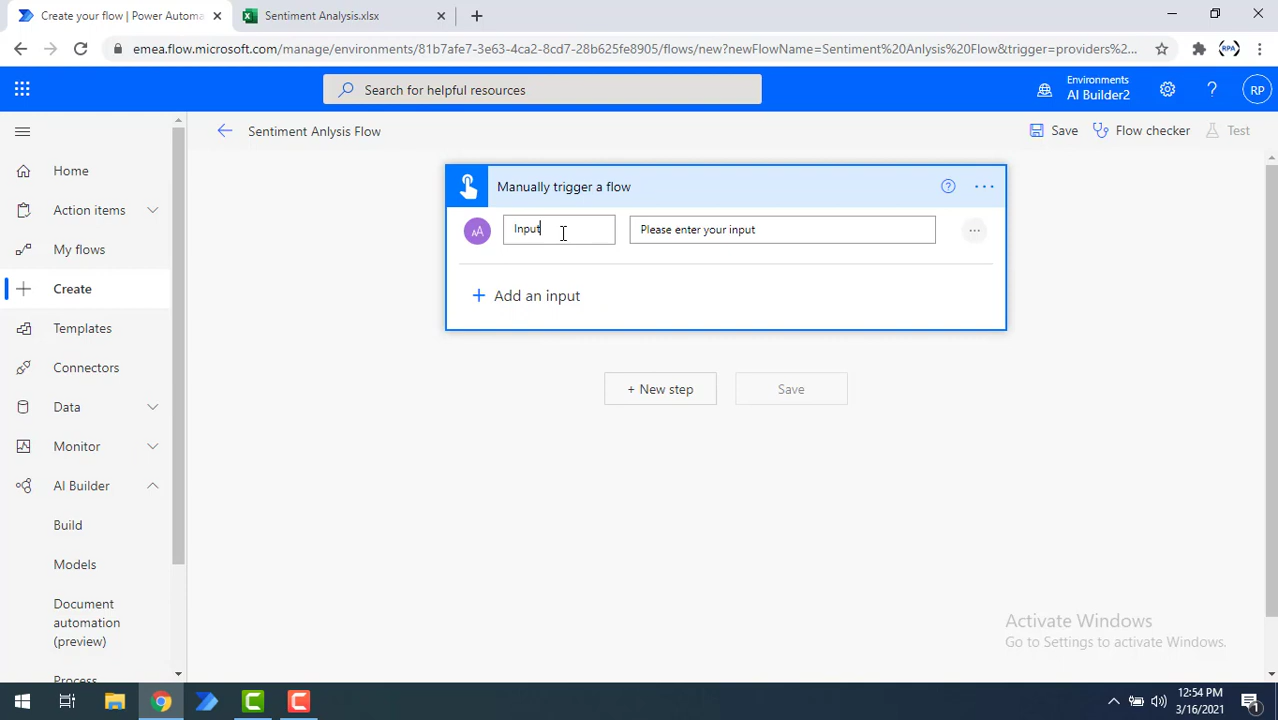 Create your flow | Power Automa
Sentiment Analysis.xlsx
emea.flow.microsoft.com/manage/environments/81b7afe7-3e63-4ca2-8cd7-28b625fe8905/flows/new?newFlowName=Sentiment%20Anlysis%20Flow&trigger=providers%...
RPA
Search for helpful resources
Environments
AI Builder2
RP
Sentiment Anlysis Flow
Save
Flow checker
Test
Home
Action items
My flows
Create
Templates
Connectors
Data
Monitor
AI Builder
Build
Models
Document
automation
(preview)
Process
Manually trigger a flow
AA
Input
Please enter your input
Add an input
+ New step
Save
Activate Windows
Go to Settings to activate Windows.
12:54 PM
3/16/2021
1